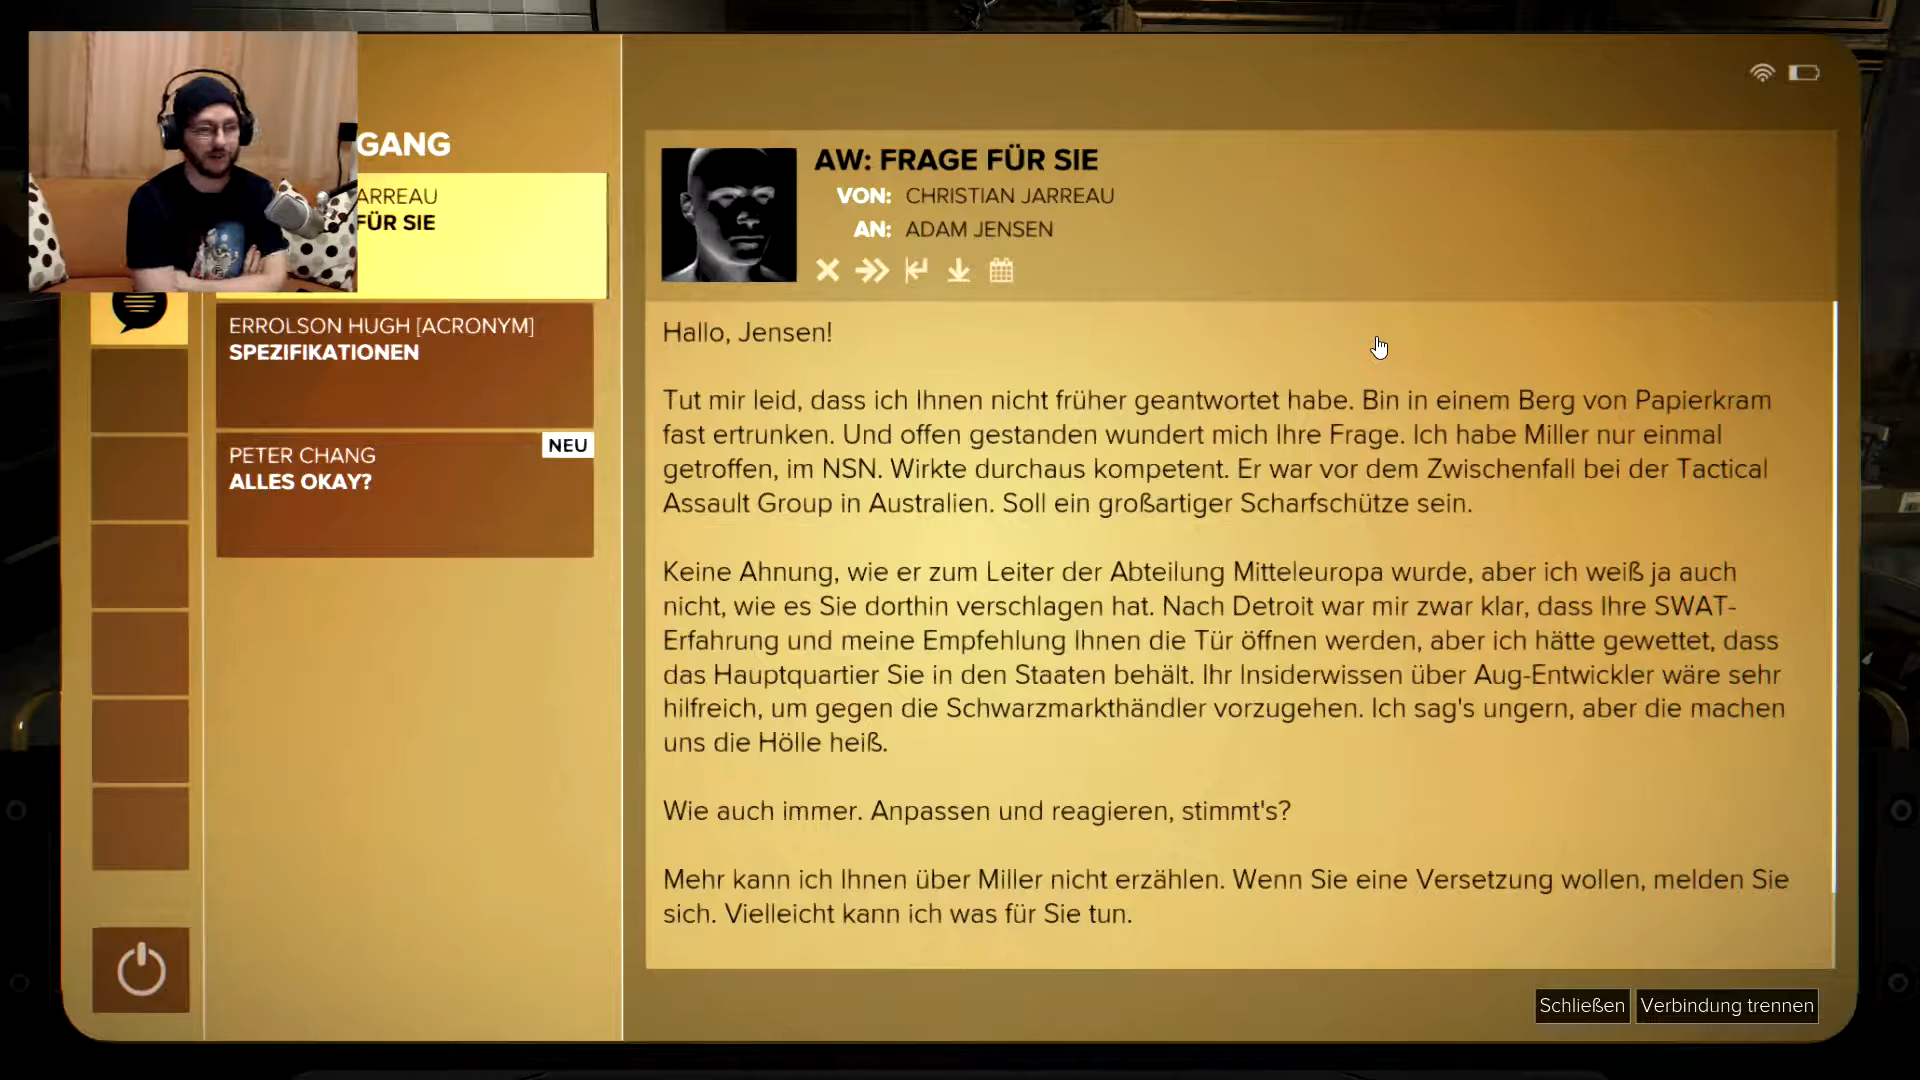 GANG
ARREAU
FÜR SIE
ERROLSON HUGH [ACRONYM]
SPEZIFIKATIONEN
NEU
PETER CHANG
ALLES OKAY?
AW: FRAGE FÜR SIE
VON: CHRISTIAN JARREAU
AN: ADAM JENSEN
Hallo, Jensen!
Tut mir leid, dass ich Ihnen nicht früher geantwortet habe. Bin in einem Berg von Papierkram
fast ertrunken. Und offen gestanden wundert mich Ihre Frage. Ich habe Miller nur einmal
getroffen, im NSN. Wirkte durchaus kompetent. Er war vor dem Zwischenfall bei der Tactical
Assault Group in Australien. Soll ein großartiger Scharfschütze sein.
Keine Ahnung, wie er zum Leiter der Abteilung Mitteleuropa wurde, aber ich weiß ja auch
nicht, wie es Sie dorthin verschlagen hat. Nach Detroit war mir zwar klar, dass Ihre SWAT-
Erfahrung und meine Empfehlung Ihnen die Tür öffnen werden, aber ich hätte gewettet, dass
das Hauptquartier Sie in den Staaten behält. Ihr Insiderwissen über Aug-Entwickler wäre sehr
hilfreich, um gegen die Schwarzmarkthändler vorzugehen. Ich sag's ungern, aber die machen
uns die Hölle heiß.
Wie auch immer. Anpassen und reagieren, stimmt's?
Mehr kann ich Ihnen über Miller nicht erzählen. Wenn Sie eine Versetzung wollen, melden Sie
sich. Vielleicht kann ich was für Sie tun.
Schließen
Verbindung trennen